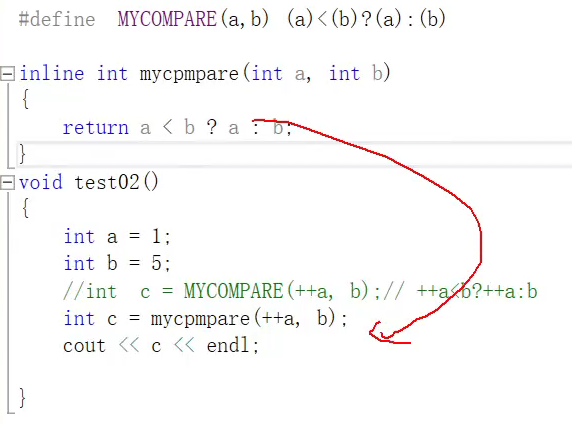 #define  MYCOMPARE(a,b) (a)<(b)?(a):(b)
inline int mycpmpare(int a, int b)
{
return a < b ? a : b;
}
void test02()
{
int a = 1;
int b = 5;
//int  c = MYCOMPARE(++a, b);// ++a<b?++a:b
int c = mycpmpare(++a, b);
cout << c << endl;
}